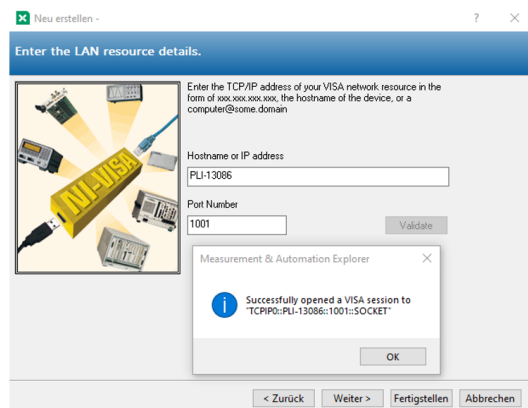 Neu erstellen -
?
Enter the LAN resource details.
Enter the TCP/IP address of your VISA network resource in the
form of xxx.xxx.xxx.xxx, the hostname of the device, or a
computer@some.domain
NI-VISA
Hostname or IP address
PLI-13086
Port Number
1001
Validate
Measurement & Automation Explorer
Successfully opened a VISA session to
"TCPIP0::PLI-13086::1001::SOCKET"
OK
< Zurück
Weiter >
Fertigstellen
Abbrechen